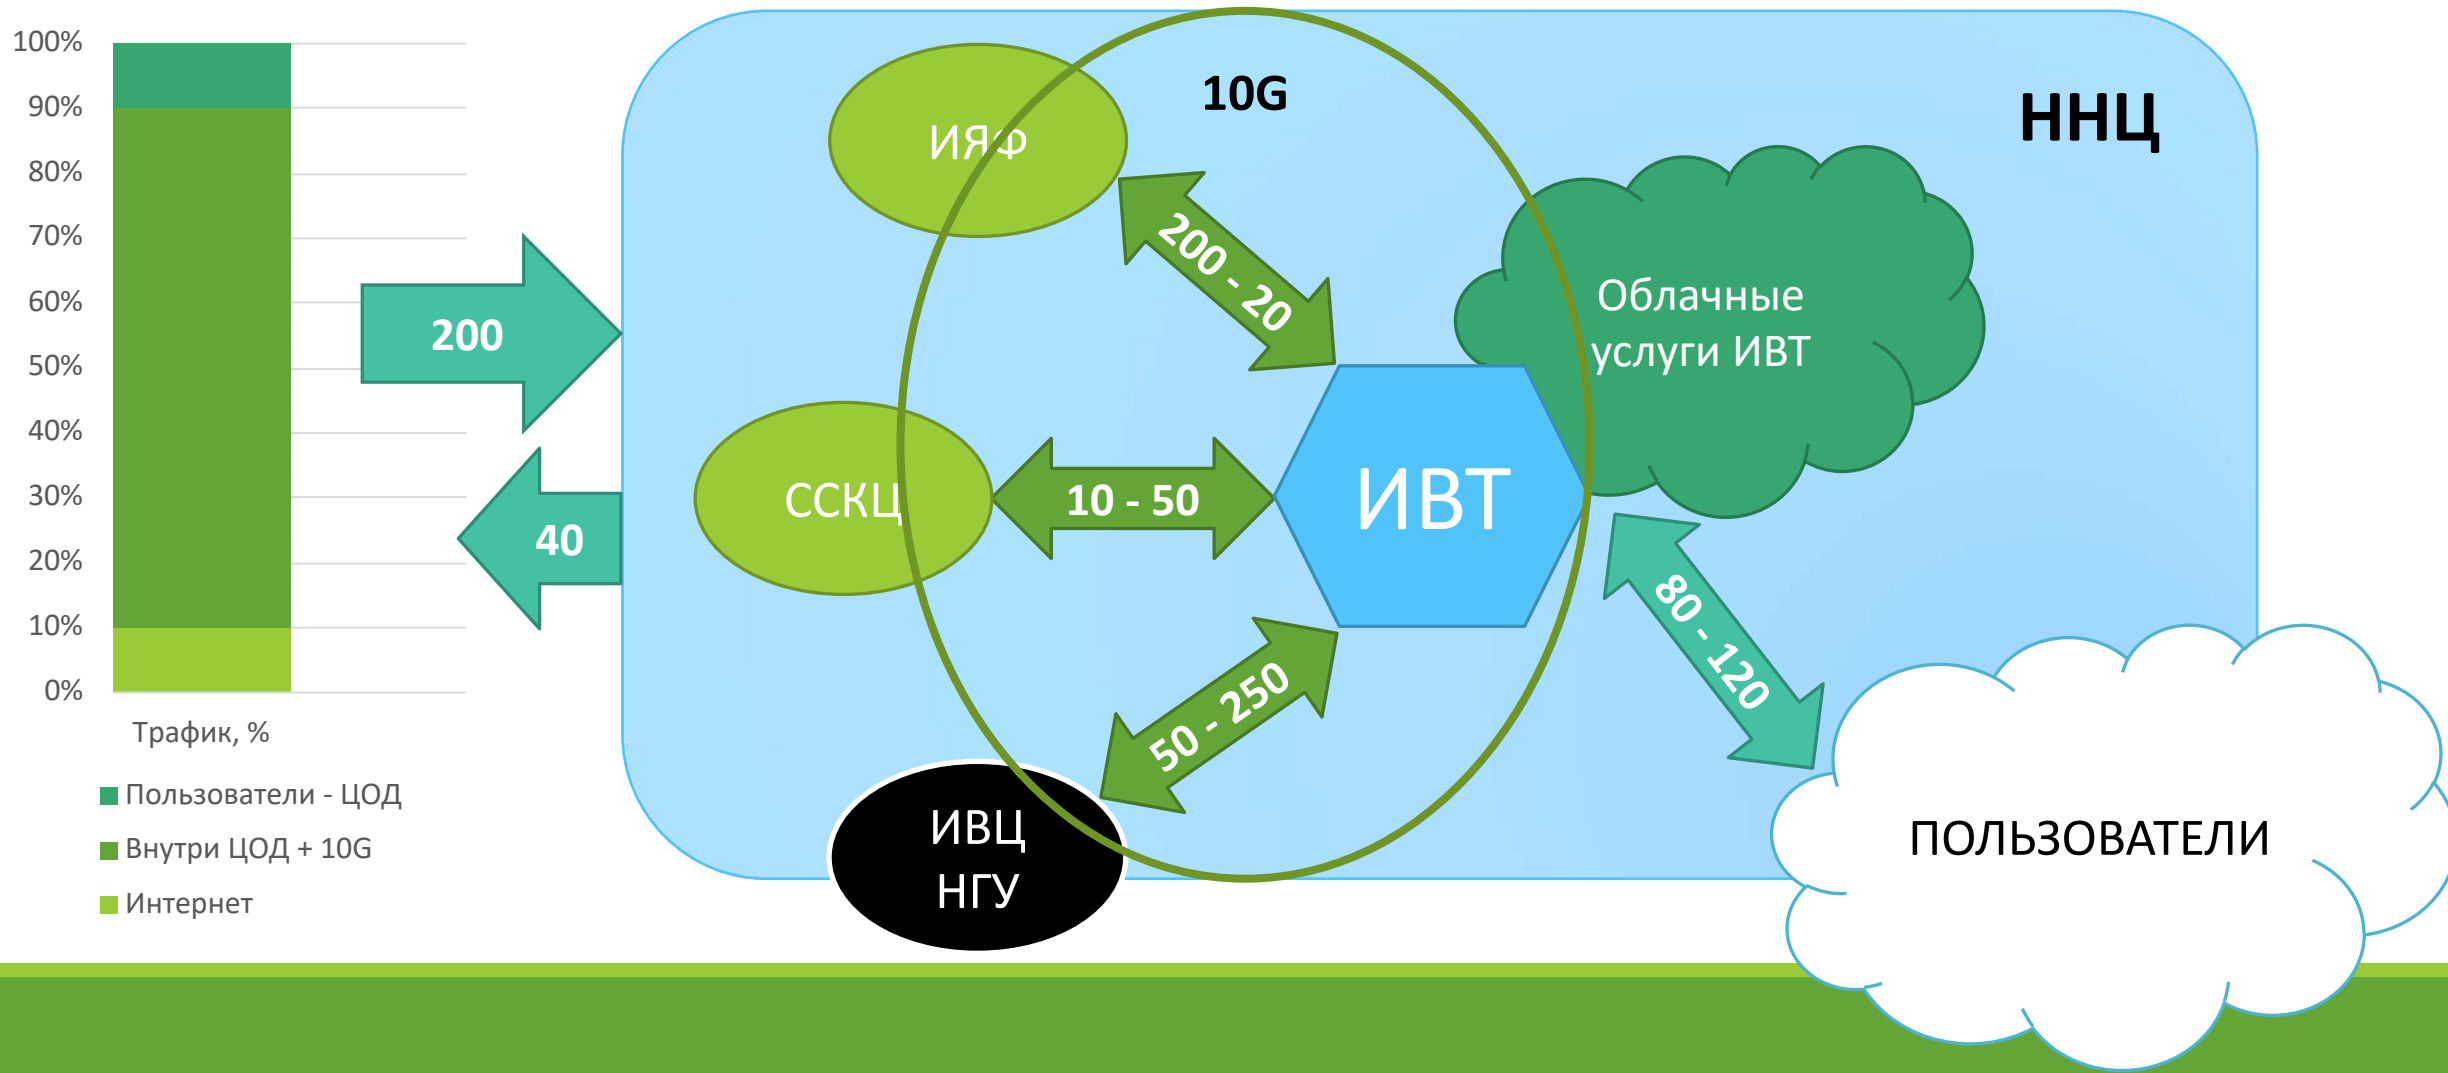 100%
90%
80%
70%
60%
50%
40%
30%
20%
10%
0%
Трафик, %
Пользователи - ЦОД
Внутри ЦОД + 10G
Интернет
200
40
10G
ННЦ
ИЯФ
200 - 20
Облачные
услуги ИВТ
ССКЦ
10 - 50
ИВТ
50 - 250
80 - 120
ИВЦ
НГУ
ПОЛЬЗОВАТЕЛИ